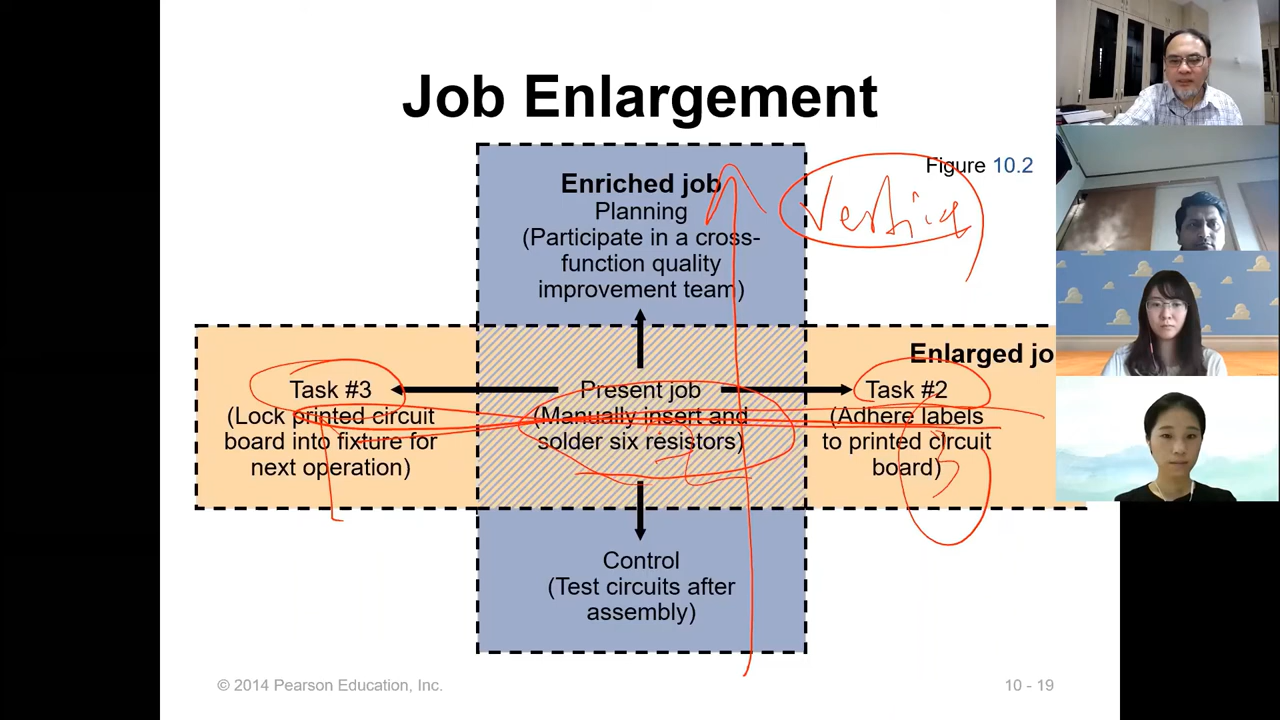 Job Enlargement
Figure 10.2
Enriched job
Planning
(Participate in a cross-
function quality
improvement team)
Enlarged jo
Task #3
(Lock printed circuit
board into fixture for
next operation)
Present job
(Manually insert and
solder six resistors)
Task #2
(Adhere labels
to printed circuit
board)
Control
(Test circuits after
assembly)
© 2014 Pearson Education, Inc.
10 - 19